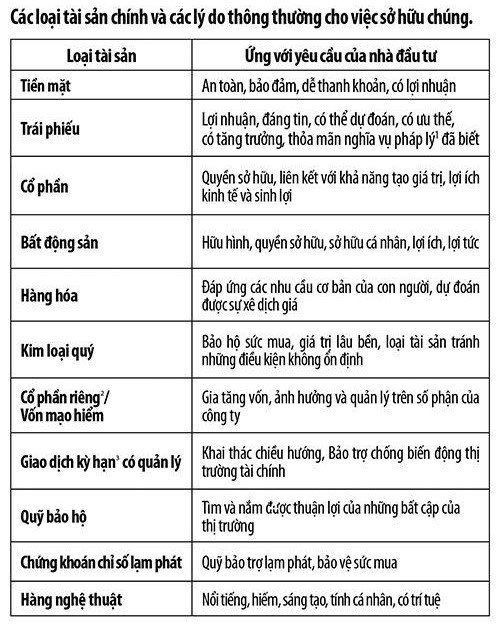 Các loại tài sản chính và các lý do thông thường cho việc sở hữu chúng.
Loại tài sản
Ứng với yêu cầu của nhà đầu tư
Tiền mặt
An toàn, bảo đảm, dễ thanh khoản, có lợi nhuận
Trái phiếu
Lợi nhuận, đáng tin, có thể dự đoán, có ưu thế,
có tăng trưởng, thỏa mãn nghĩa vụ pháp lý¹ đã biết
Cổ phần
Quyền sở hữu, liên kết với khả năng tạo giá trị, lợi ích
kinh tế và sinh lợi
Bất động sản
Hữu hình, quyền sở hữu, sở hữu cá nhân, lợi ích, lợi tức
Hàng hóa
Đáp ứng các nhu cầu cơ bản của con người, dự đoán
được sự xê dịch giá
Kim loại quý
Bảo hộ sức mua, giá trị lâu bền, loại tài sản tránh
những điều kiện không ổn định
Cổ phần riêng²/
Vốn mạo hiểm
Gia tăng vốn, ảnh hưởng và quản lý trên số phận của
công ty
Giao dịch kỳ hạn³ có quản lý
Khai thác chiều hướng, Bảo trợ chống biến động thị
trường tài chính
Quỹ bảo hộ
Tìm và nắm được thuận lợi của những bất cập của
thị trường
Chứng khoán chỉ số lạm phát
Quỹ bảo trợ lạm phát, bảo vệ sức mua
Hàng nghệ thuật
Nổi tiếng, hiếm, sáng tạo, tính cá nhân, có trí tuệ